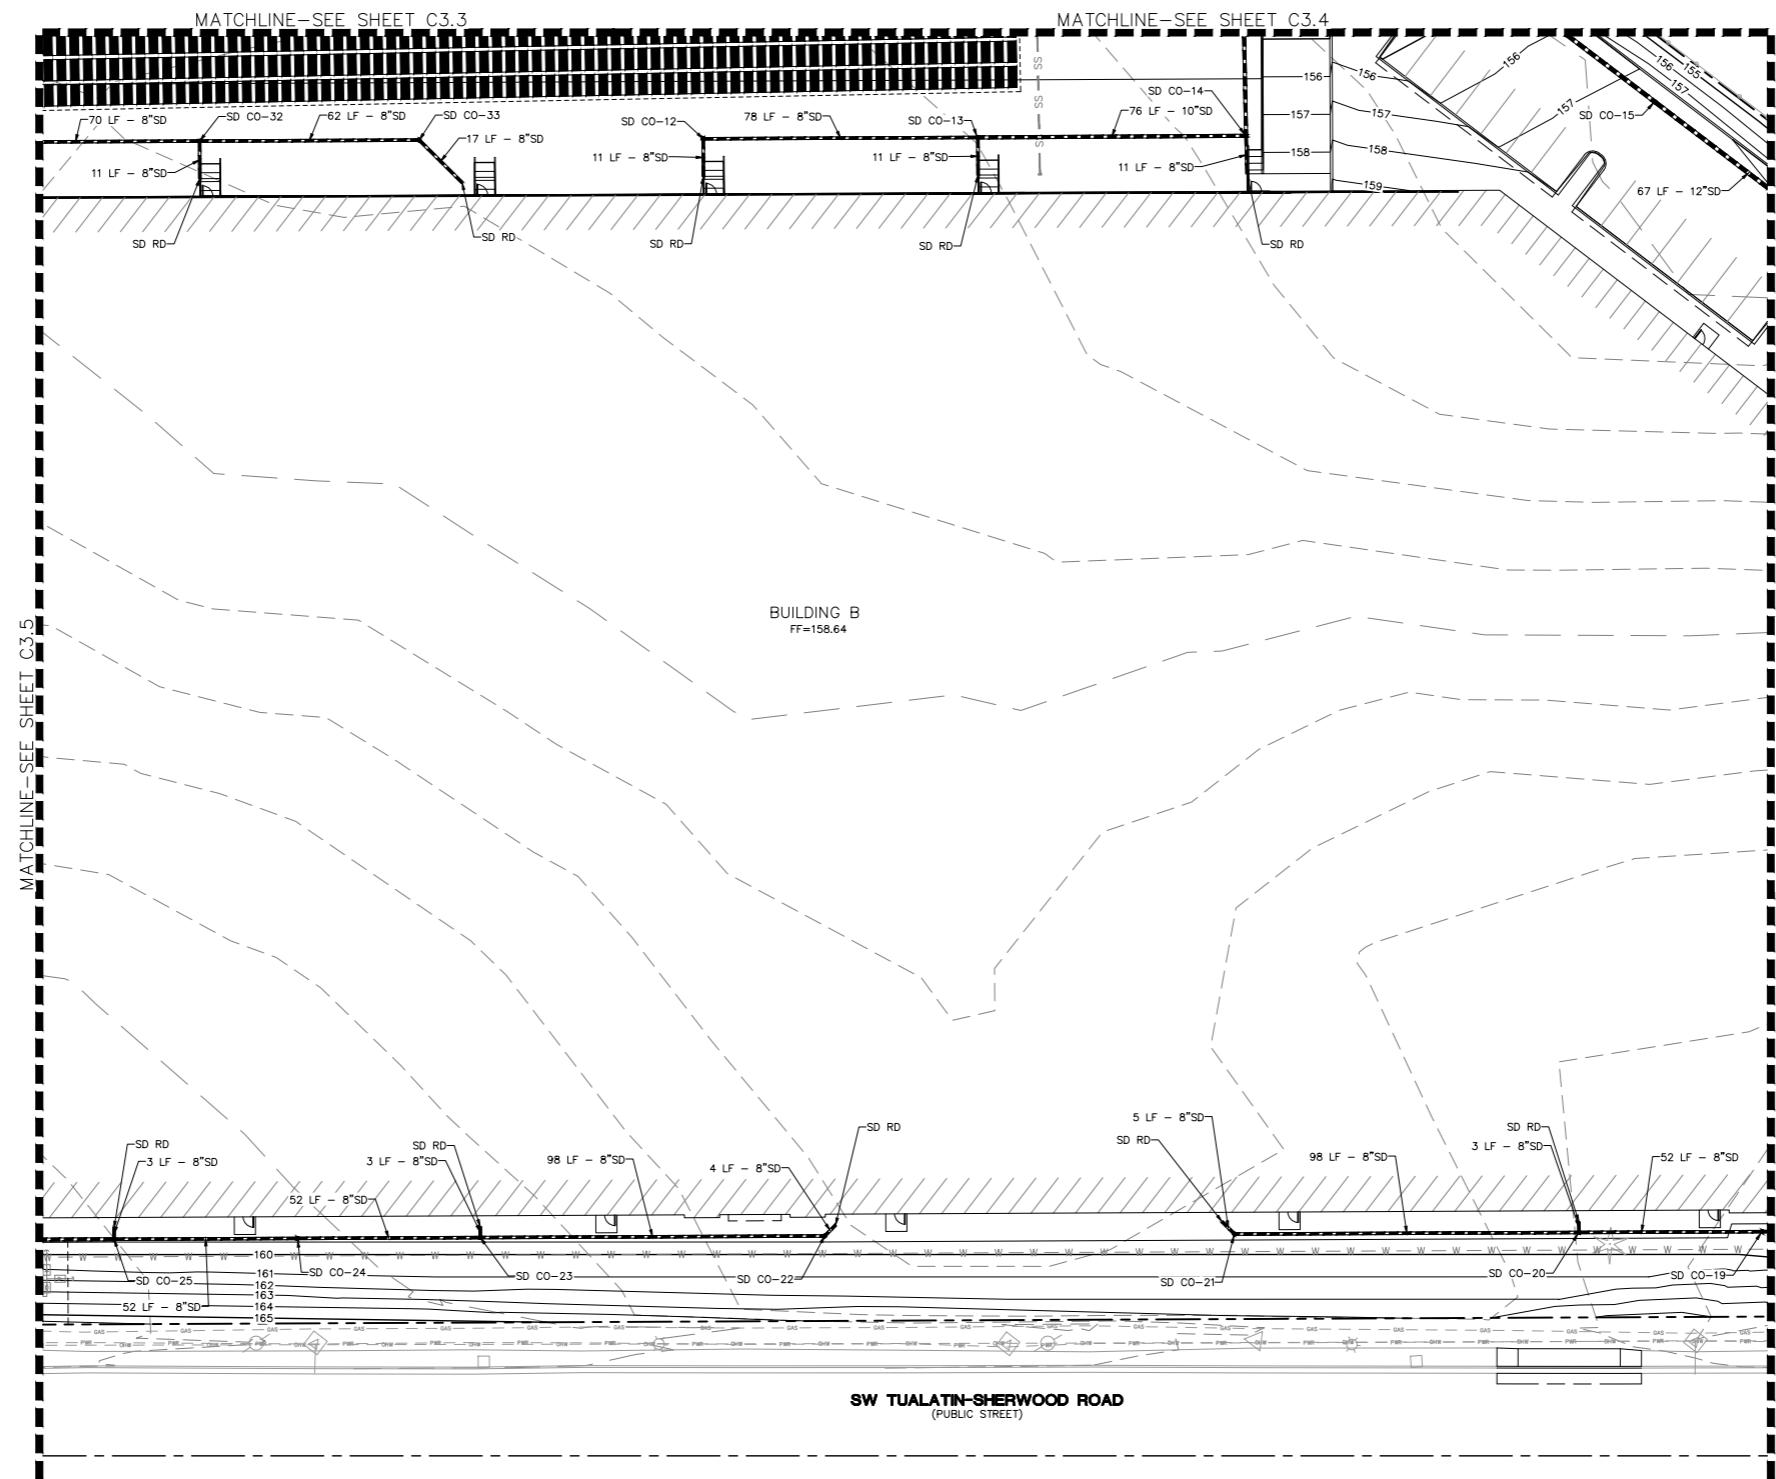 MATCHLINE-SEE SHEET C3.3
MATCHLINE-SEE SHEET C3.4
MATCHLINE-SEE SHEET C3.5
70 LF - 8"SD
SD CO-32
62 LF - 8"SD
SD CO-33
17 LF - 8"SD
11 LF - 8"SD
SD RD
SD RD
SD CO-12
78 LF - 8"SD
SD CO-13
11 LF - 8"SD
11 LF - 8"SD
SD RD
SD RD
SS
SS
S
SD CO-14
76 LF - 10"SD
11 LF - 8"SD
SD RD
156
157
158
156
157
158
159
156
157
155
156
157
SD CO-15
67 LF - 12"SD
BUILDING B
FF=158.64
SD RD
3 LF - 8"SD
SD RD
3 LF - 8"SD
98 LF - 8"SD
52 LF - 8"SD
4 LF - 8"SD
SD RD
5 LF - 8"SD
SD RD
98 LF - 8"SD
SD RD
3 LF - 8"SD
52 LF - 8"SD
160
161
162
163
164
165
SD CO-25
52 LF - 8"SD
SD CO-24
SD CO-23
SD CO-22
SD CO-21
SD CO-20
SD CO-19
SW TUALATIN-SHERWOOD ROAD
(PUBLIC STREET)